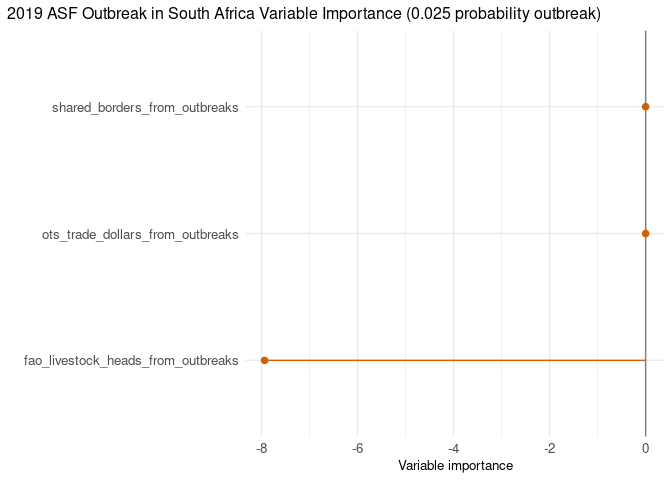 2019 ASF Outbreak in South Africa Variable Importance (0.025 probability outbreak)
shared_borders_from_outbreaks
ots_trade_dollars_from_outbreaks
fao_livestock_heads_from_outbreaks
-8 -6 -4 -2 0
Variable importance